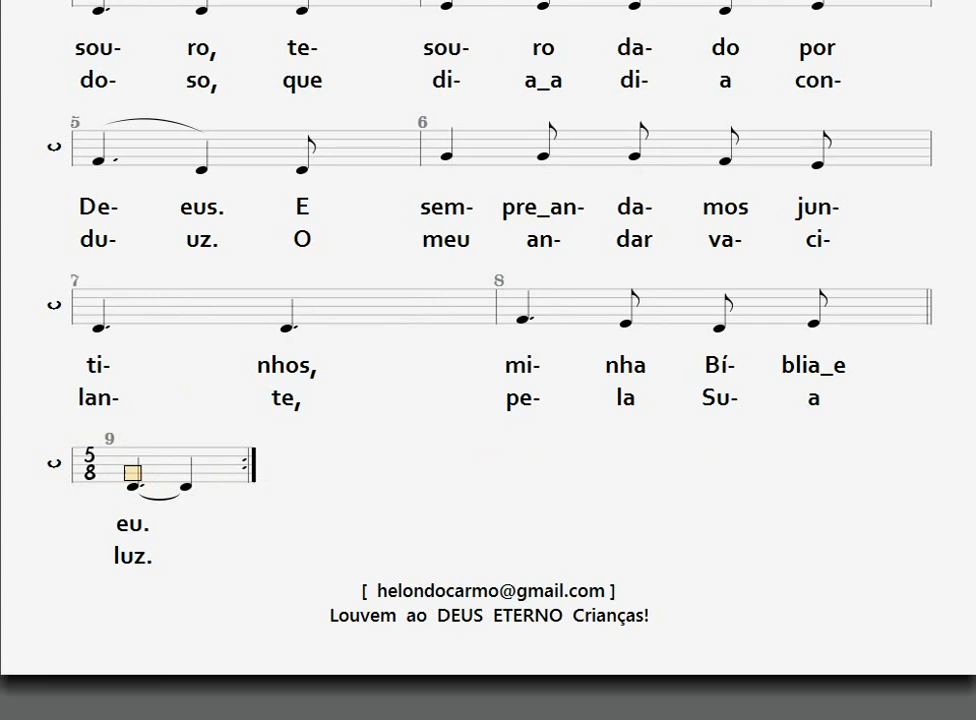 sou- ro, te- sou- ro da- do por
do- so, que di- a_a di- a con-
5 6
De- eus. E sem- pre_an- da- mos jun-
du- uz. O meu an- dar va- ci-
7 8
ti- nhos, mi- nha Bí- blia_e
lan- te, pe- la Su- a
9
5
8
eu.
luz.
[ helondocarmo@gmail.com ]
Louvem ao DEUS ETERNO Crianças!